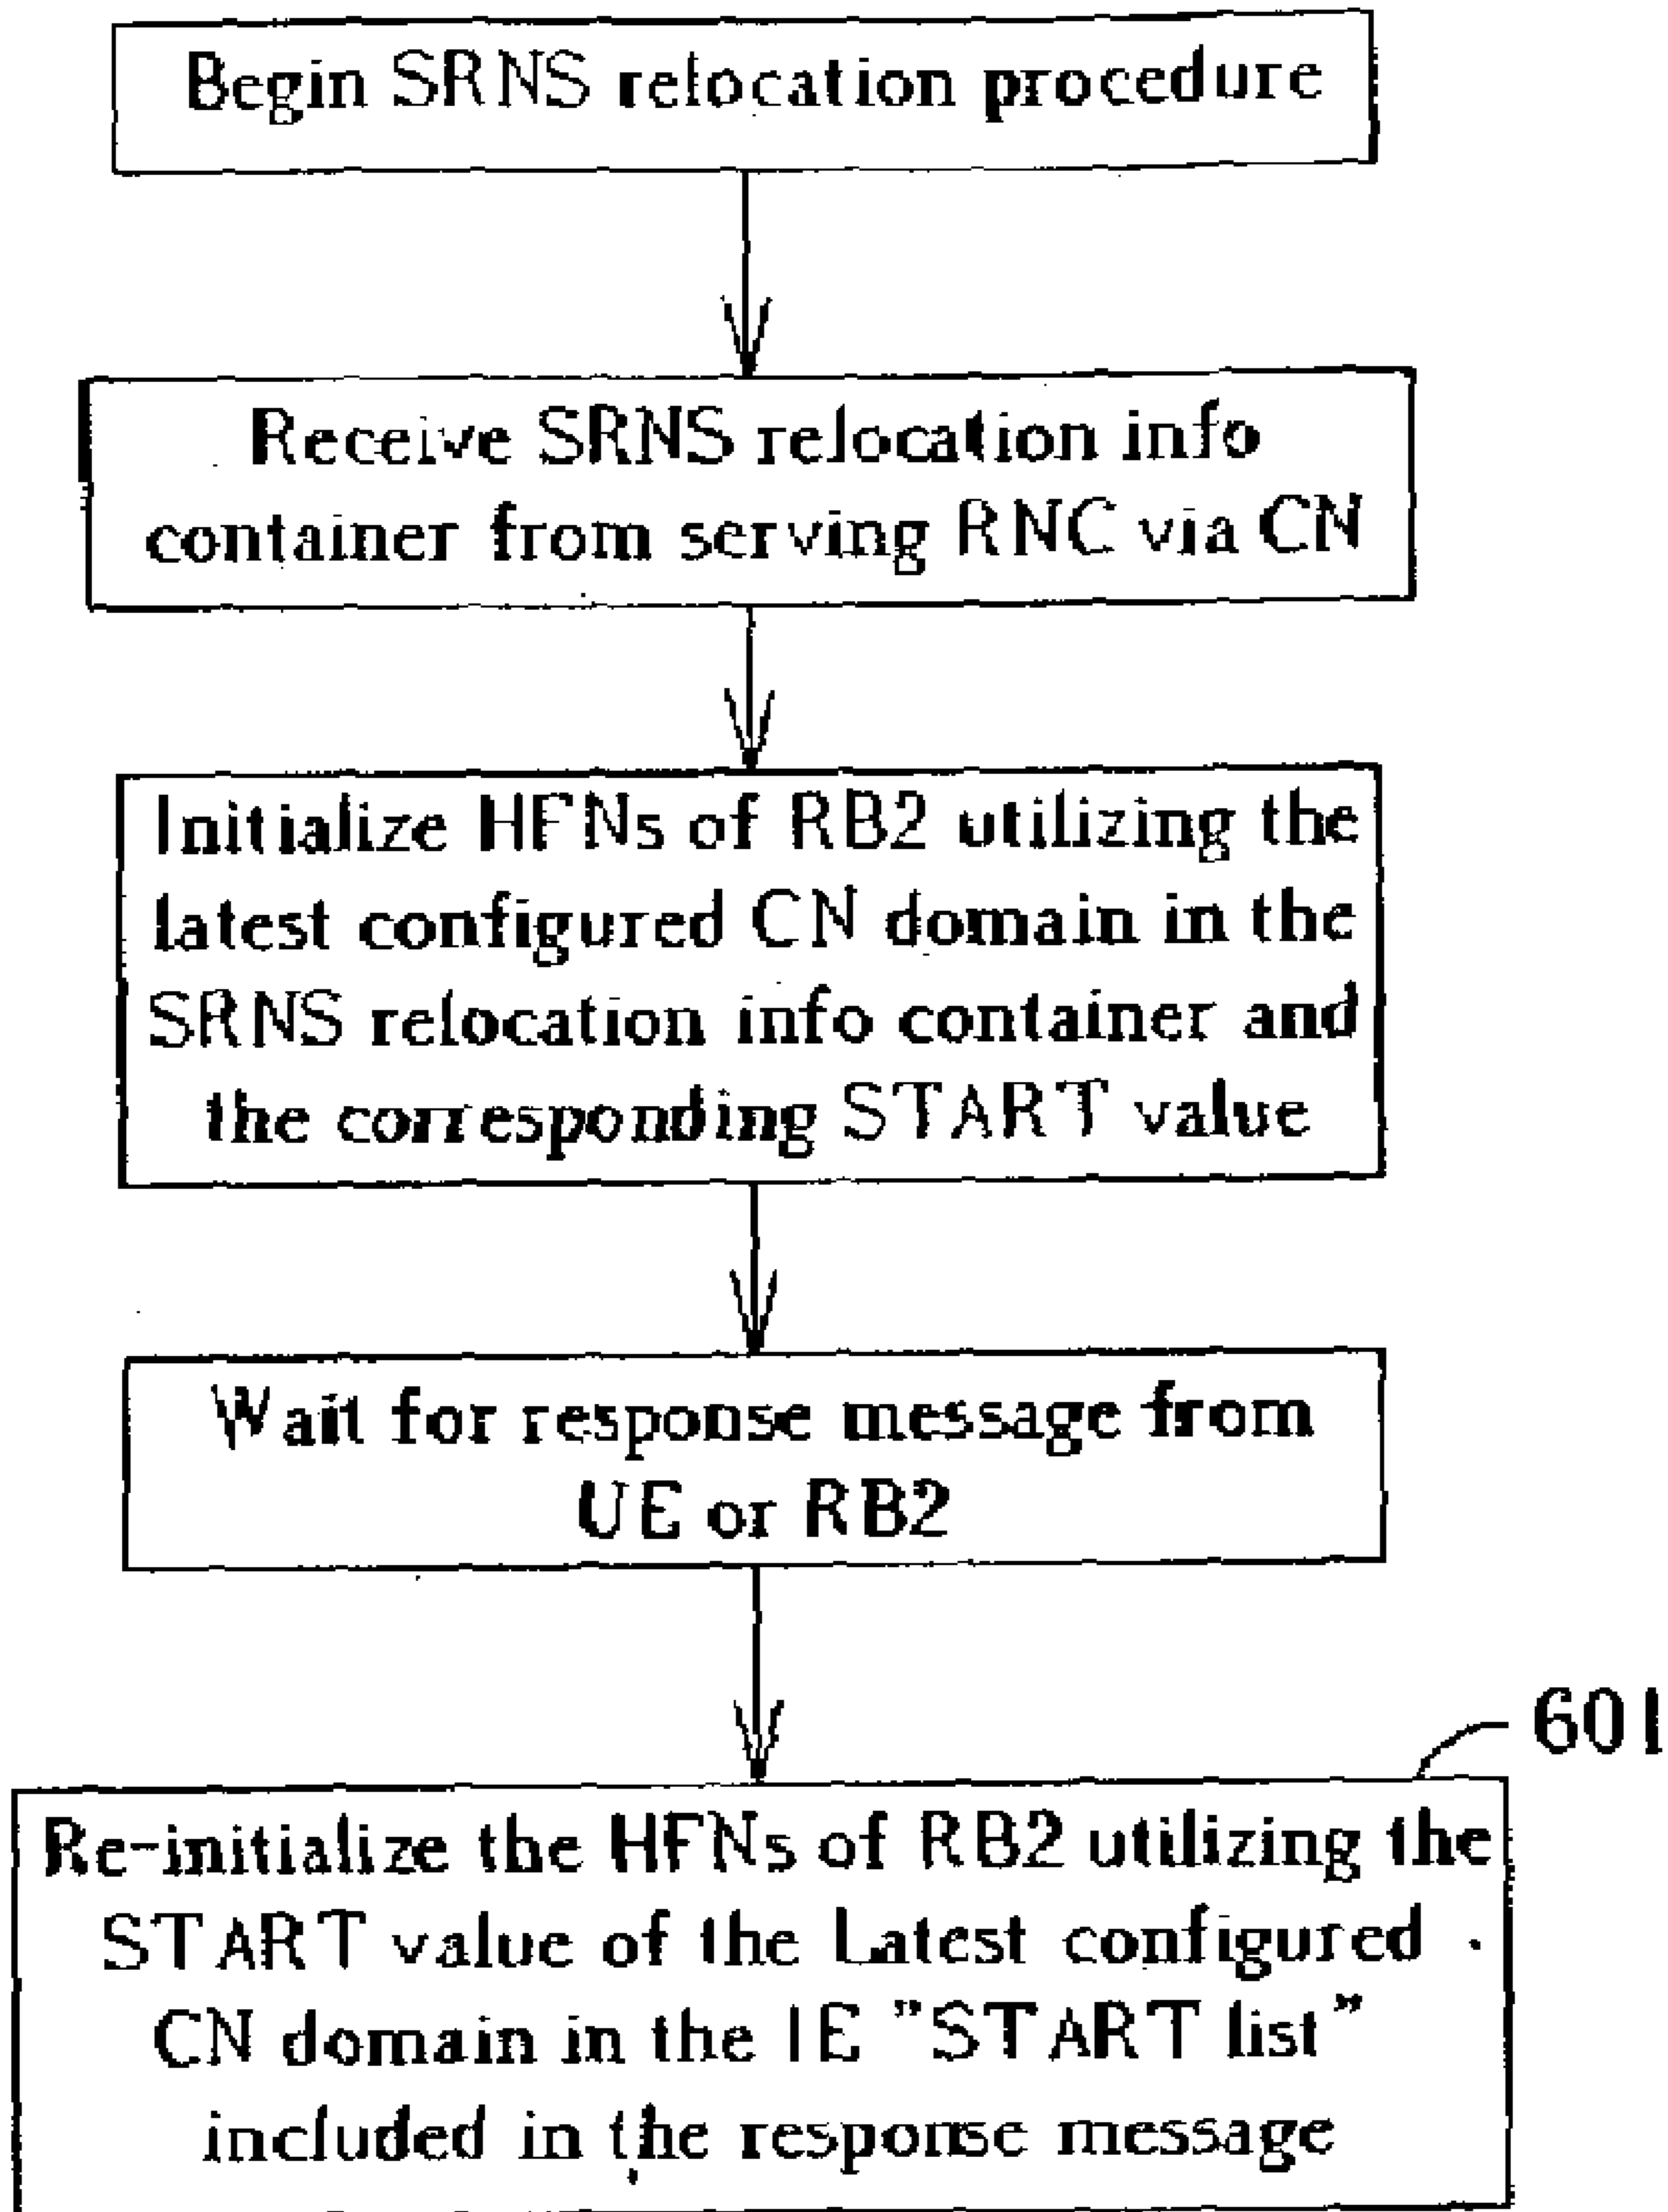 Begin SRNS relocation procedure
Receive SRNS relocation info
container from serving RNC via CN
Initialize HFNs of RB2 utilizing the
latest configured CN domain in the
SRNS relocation info container and
the corresponding START value
Wait for response message from
UE or RB2
601
Re-initialize the HFNs of RB2 utilizing the
START value of the Latest configured
CN domain in the IE "START list"
included in the response message